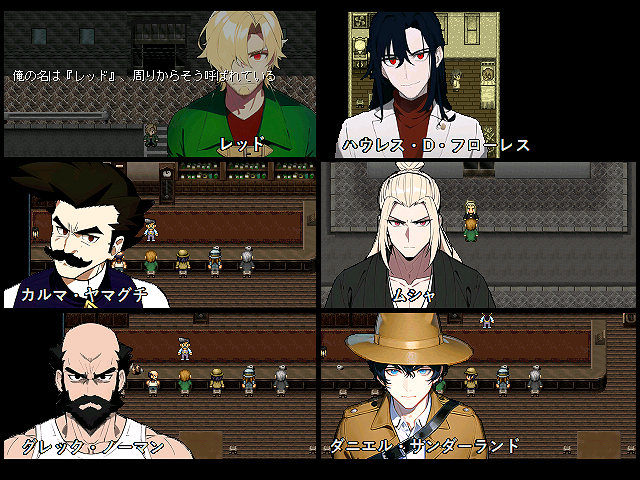 俺の名は『レッド』、周りからそう呼ばれている
レッド
ハウレス・D・フローレス
カルマ・ヤマグチ
ムシャ
グレック・ノーマン
ダニエル・サンダーランド